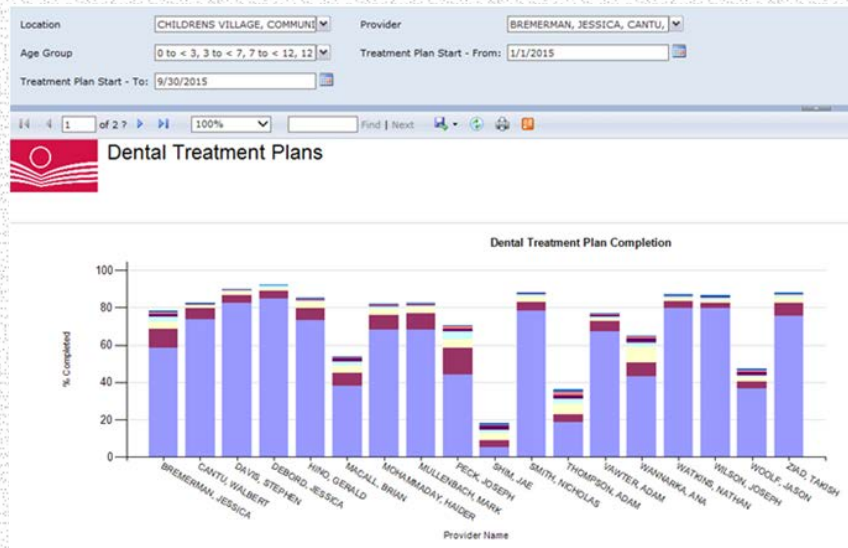 Location CHILDRENS VILLAGE, COMMUNI Provider BREMERMAN, JESSICA, CANTU,
Age Group 0 to < 3, 3 to < 7, 7 to < 12, 12 Treatment Plan Start - From: 1/1/2015
Treatment Plan Start - To: 9/30/2015
1 of 2 ? 100% Find | Next
Dental Treatment Plans
Dental Treatment Plan Completion
% Completed
100
80
60
40
20
0
BREMERMAN, JESSICA
CANTU, WALBERT
DAVIS, STEPHEN
DEBORD, JESSICA
HIND, GERALD
MACALL, BRIAN
MOHAMMADAY, HAIDER
MULLENBACH, MARK
PECK, JOSEPH
SHIM, JAE
SMITH, NICHOLAS
THOMPSON, ADAM
VAWTER, ADAM
WANNARKA, ANA
WATKINS, NATHAN
WILSON, JOSEPH
WOOLF, JASON
ZIAD, TAKISH
Provider Name